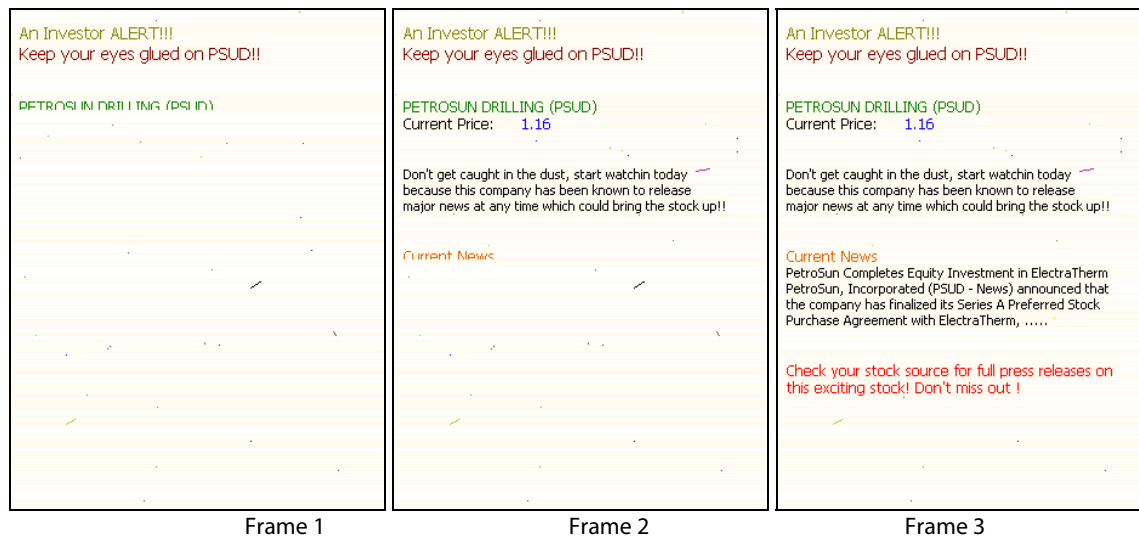 An Investor ALERT!!!
Keep your eyes glued on PSUD!!
PETROSUN DRILLING (PSUD)
An Investor ALERT!!!
Keep your eyes glued on PSUD!!
PETROSUN DRILLING (PSUD)
Current Price: 1.16
Don't get caught in the dust, start watchin today
because this company has been known to release
major news at any time which could bring the stock up!!
Current News
An Investor ALERT!!!
Keep your eyes glued on PSUD!!
PETROSUN DRILLING (PSUD)
Current Price: 1.16
Don't get caught in the dust, start watchin today
because this company has been known to release
major news at any time which could bring the stock up!!
Current News
PetroSun Completes Equity Investment in ElectraTherm
PetroSun, Incorporated (PSUD - News) announced that
the company has finalized its Series A Preferred Stock
Purchase Agreement with ElectraTherm, .....
Check your stock source for full press releases on
this exciting stock! Don't miss out !
Frame 1
Frame 2
Frame 3